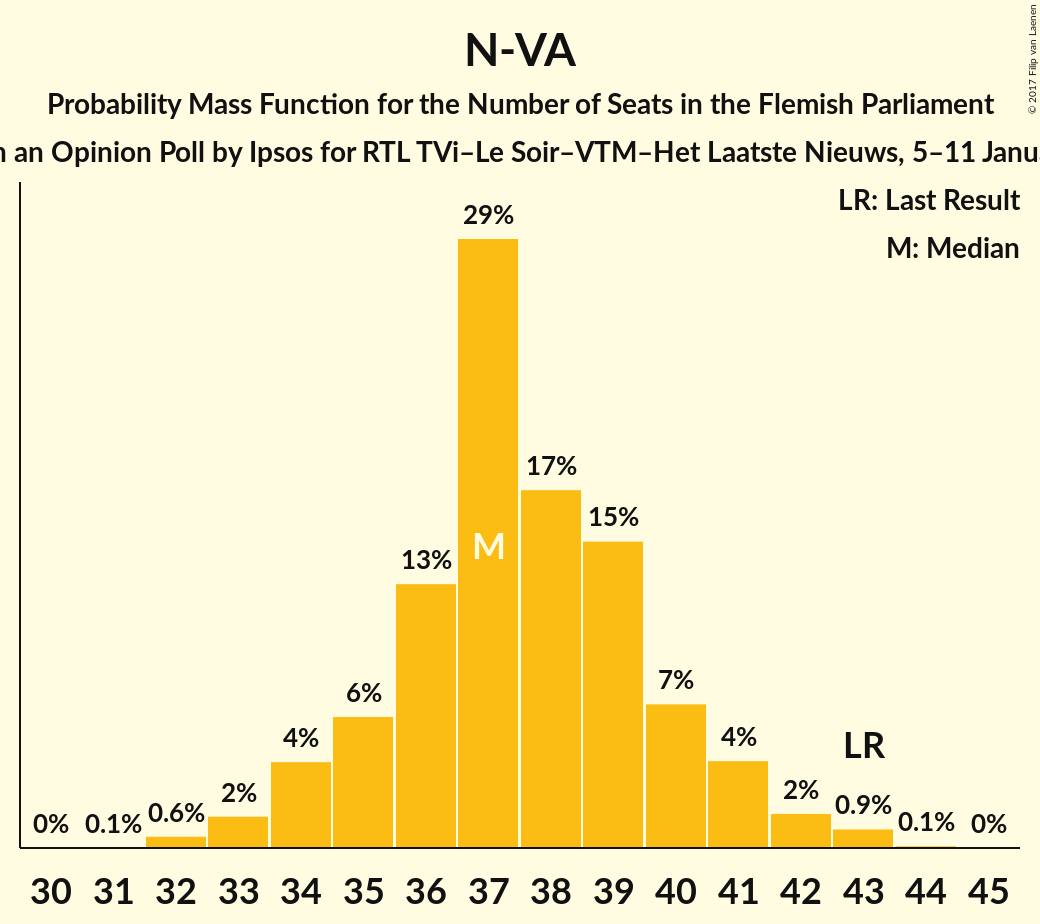 N-VA
Probability Mass Function for the Number of Seats in the Flemish Parliament
an Opinion Poll by Ipsos for RTL TVi–Le Soir–VTM–Het Laatste Nieuws, 5–11
LR: Last Result
M: Median
29%
17%
15%
13%
M
7%
6%
4%
4%
LR
2%
2%
0.9%
0.6%
0.1%
0.1%
0%
0%
30 31 32 33 34 35 36 37 38 39 40 41 42 43 44 45
© 2017 Filip van Laenen